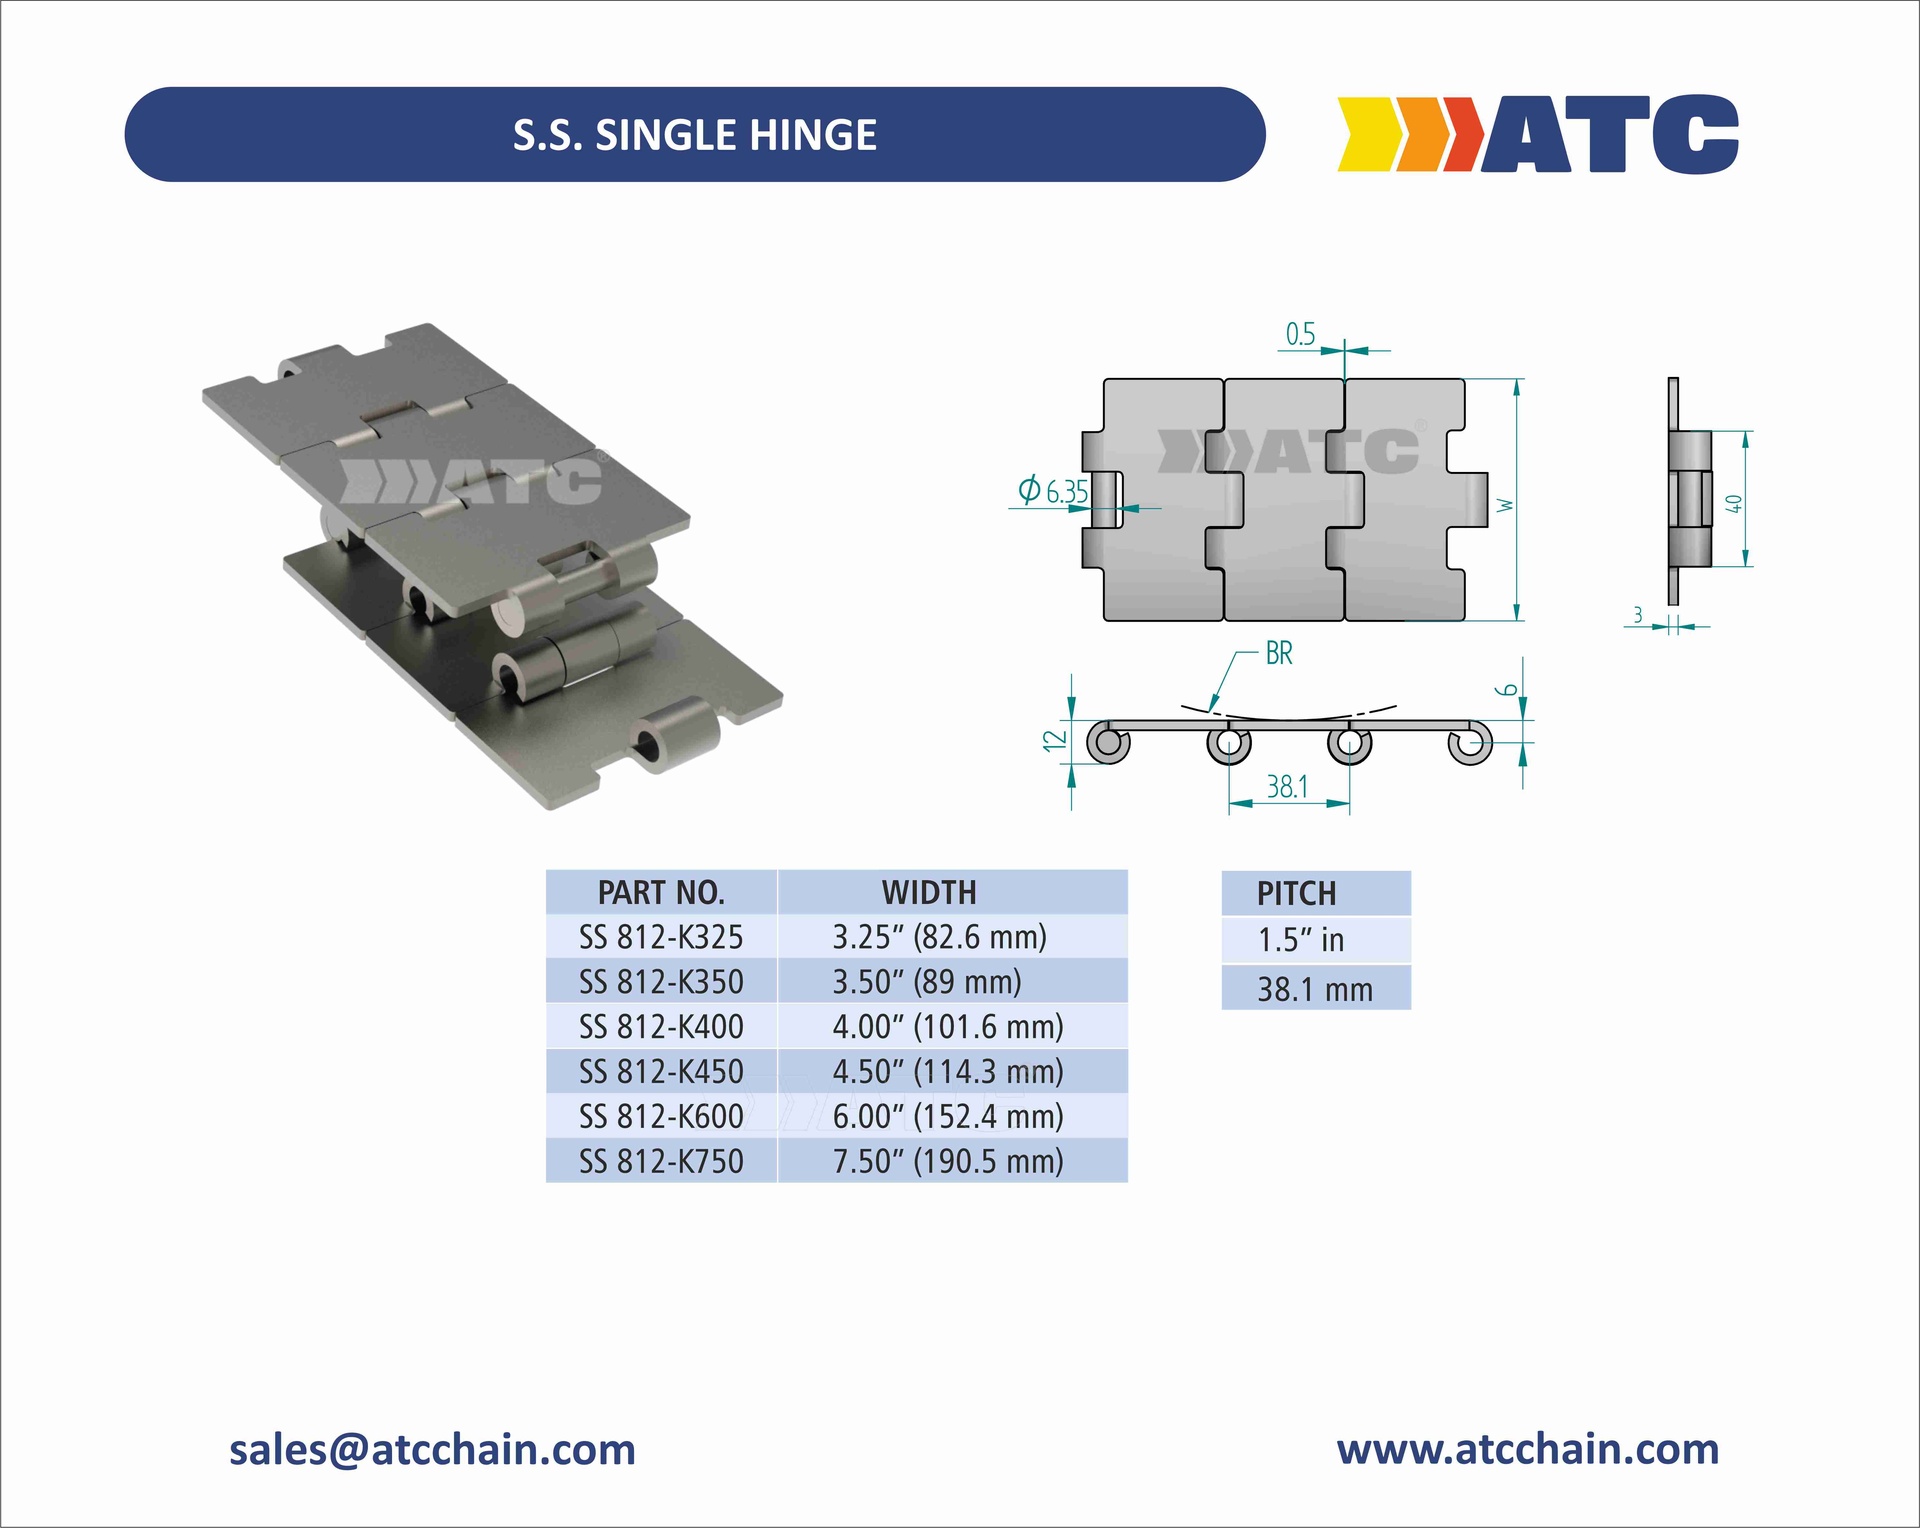 S.S. SINGLE HINGE
ATC
0.5
ATC®
ATC®
Φ 6.35
W
40
3
BR
6
12
38.1
PART NO. WIDTH
SS 812-K325 3.25” (82.6 mm)
SS 812-K350 3.50” (89 mm)
SS 812-K400 4.00” (101.6 mm)
SS 812-K450 4.50” (114.3 mm)
SS 812-K600 6.00” (152.4 mm)
SS 812-K750 7.50” (190.5 mm)
PITCH
1.5” in
38.1 mm
ATC
sales@atcchain.com
www.atcchain.com